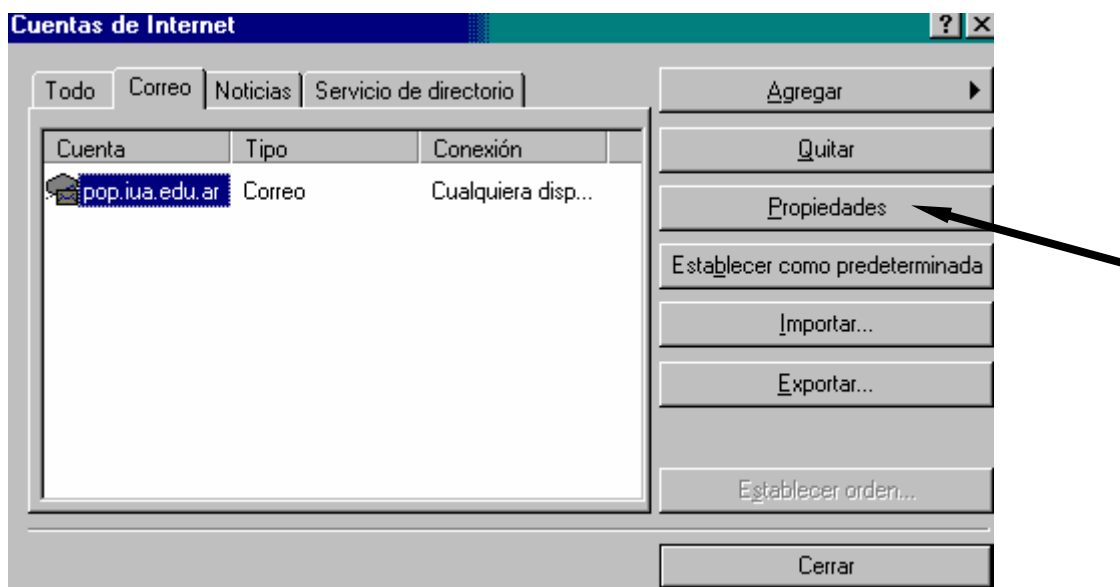 Cuentas de Internet
Todo Correo Noticias Servicio de directorio
Cuenta Tipo Conexión
pop.iua.edu.ar Correo Cualquiera disp...
Agregar
Quitar
Propiedades
Establecer como predeterminada
Importar...
Exportar...
Establecer orden...
Cerrar